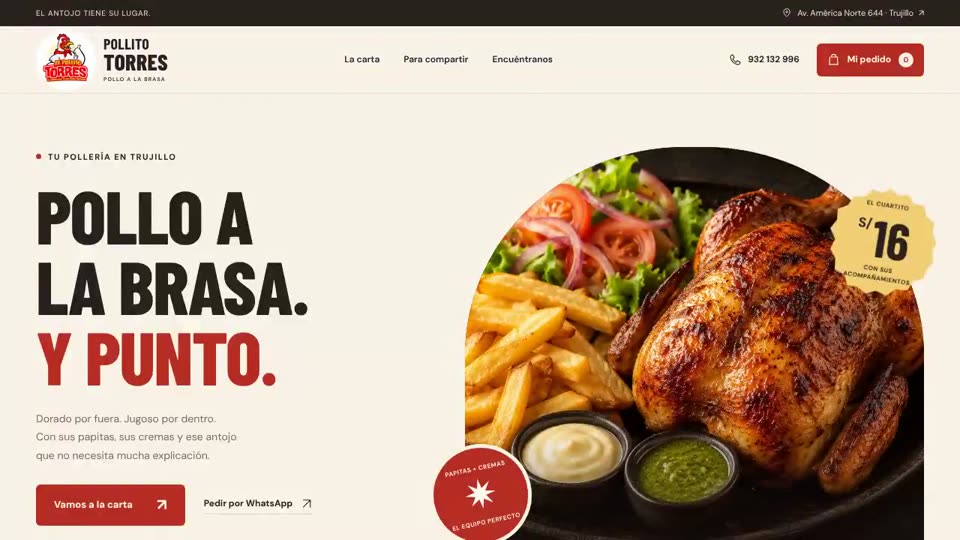 EL ANTOJO TIENE SU LUGAR.
Av. América Norte 644 · Trujillo
EL POLLITO
TORRES
POLLITO
TORRES
POLLO A LA BRASA
La carta
Para compartir
Encuéntranos
932 132 996
Mi pedido
0
TU POLLERÍA EN TRUJILLO
POLLO A
LA BRASA.
Y PUNTO.
Dorado por fuera. Jugoso por dentro.
Con sus papitas, sus cremas y ese antojo
que no necesita mucha explicación.
Vamos a la carta
Pedir por WhatsApp
EL CUARTITO
S/16
CON SUS
ACOMPAÑAMIENTOS
PAPITAS + CREMAS
EL EQUIPO PERFECTO